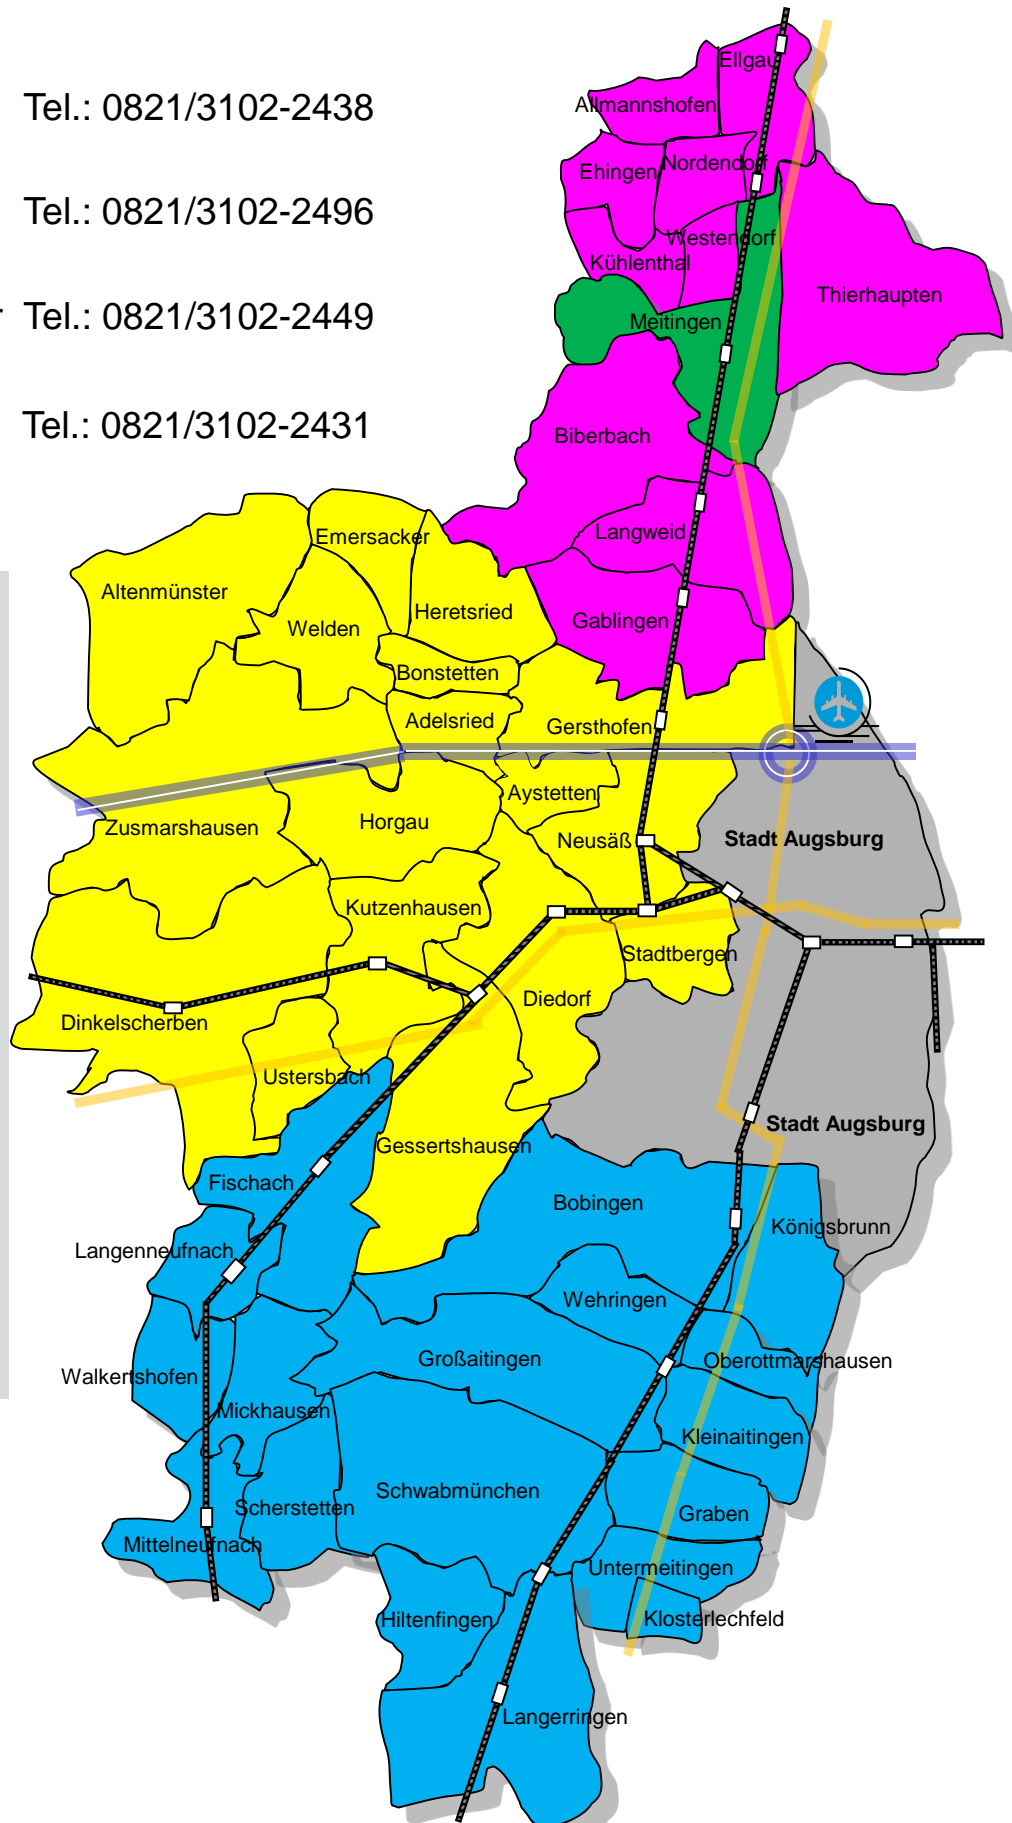 Tel.: 0821/3102-2438
Tel.: 0821/3102-2496
Tel.: 0821/3102-2449
Tel.: 0821/3102-2431
Ellgau
Allmannshofen
Nordendorf
Ehingen
Westendorf
Kühlenthal
Thierhaupten
Meitingen
Biberbach
Langweid
Emersacker
Altenmünster
Heretsried
Gablingen
Welden
Bonstetten
Adelsried
Gersthofen
Aystetten
Horgau
Zusmarshausen
Neusäß
Stadt Augsburg
Kutzenhausen
Stadtbergen
Diedorf
Dinkelscherben
Ustersbach
Stadt Augsburg
Gessertshausen
Fischach
Bobingen
Königsbrunn
Langenneufnach
Wehringen
Großaitingen
Oberottmarshausen
Walkertshofen
Mickhausen
Kleinaitingen
Schwabmünchen
Scherstetten
Graben
Mittelneufnach
Untermeitingen
Hiltenfingen
Klosterlechfeld
Langerringen